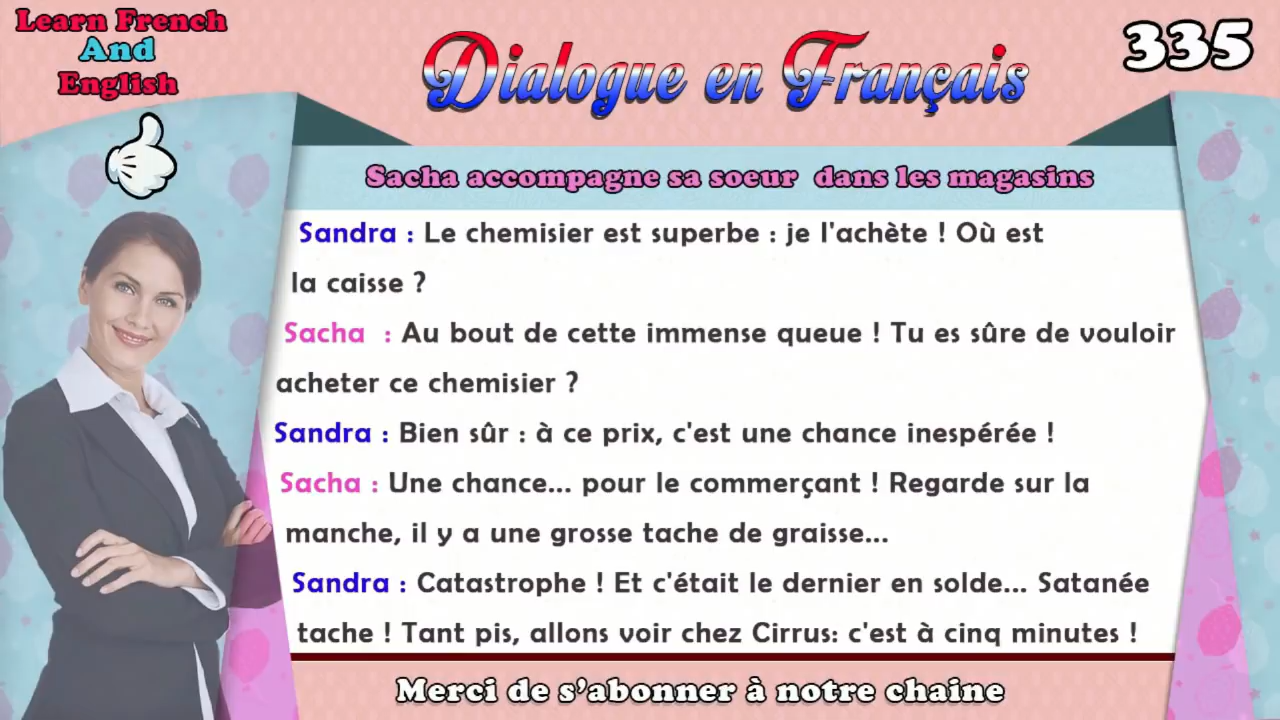 Learn French
And
English
Dialogue en Français
335
Sacha accompagne sa soeur dans les magasins
Sandra : Le chemisier est superbe : je l'achète ! Où est
la caisse ?
Sacha : Au bout de cette immense queue ! Tu es sûre de vouloir
acheter ce chemisier ?
Sandra : Bien sûr : à ce prix, c'est une chance inespérée !
Sacha : Une chance... pour le commerçant ! Regarde sur la
manche, il y a une grosse tache de graisse...
Sandra : Catastrophe ! Et c'était le dernier en solde... Satanée
tache ! Tant pis, allons voir chez Cirrus: c'est à cinq minutes !
Merci de s'abonner à notre chaine